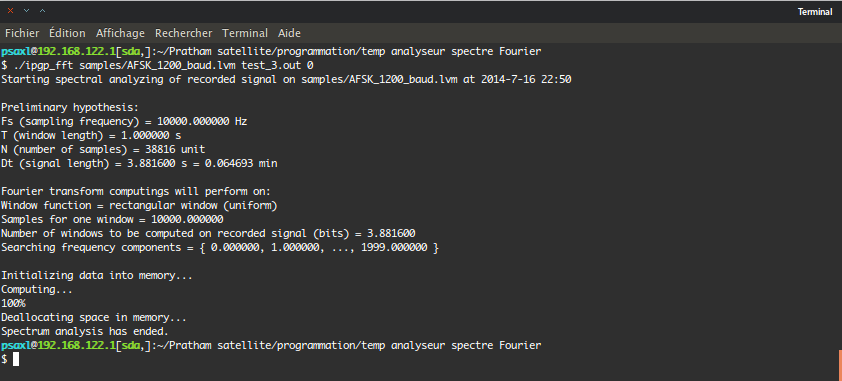 Terminal
Fichier Édition Affichage Rechercher Terminal Aide
psaxl@192.168.122.1[sda,]:~/Pratham satellite/programmation/temp analyseur spectre Fourier
$ ./ipgp_fft samples/AFSK_1200_baud.lvm test_3.out 0
Starting spectral analyzing of recorded signal on samples/AFSK_1200_baud.lvm at 2014-7-16 22:50
Preliminary hypothesis:
Fs (sampling frequency) = 10000.000000 Hz
T (window length) = 1.000000 s
N (number of samples) = 38816 unit
Dt (signal length) = 3.881600 s = 0.064693 min
Fourier transform computings will perform on:
Window function = rectangular window (uniform)
Samples for one window = 10000.000000
Number of windows to be computed on recorded signal (bits) = 3.881600
Searching frequency components = { 0.000000, 1.000000, ..., 1999.000000 }
Initializing data into memory...
Computing...
100%
Deallocating space in memory...
Spectrum analysis has ended.
psaxl@192.168.122.1[sda,]:~/Pratham satellite/programmation/temp analyseur spectre Fourier
$